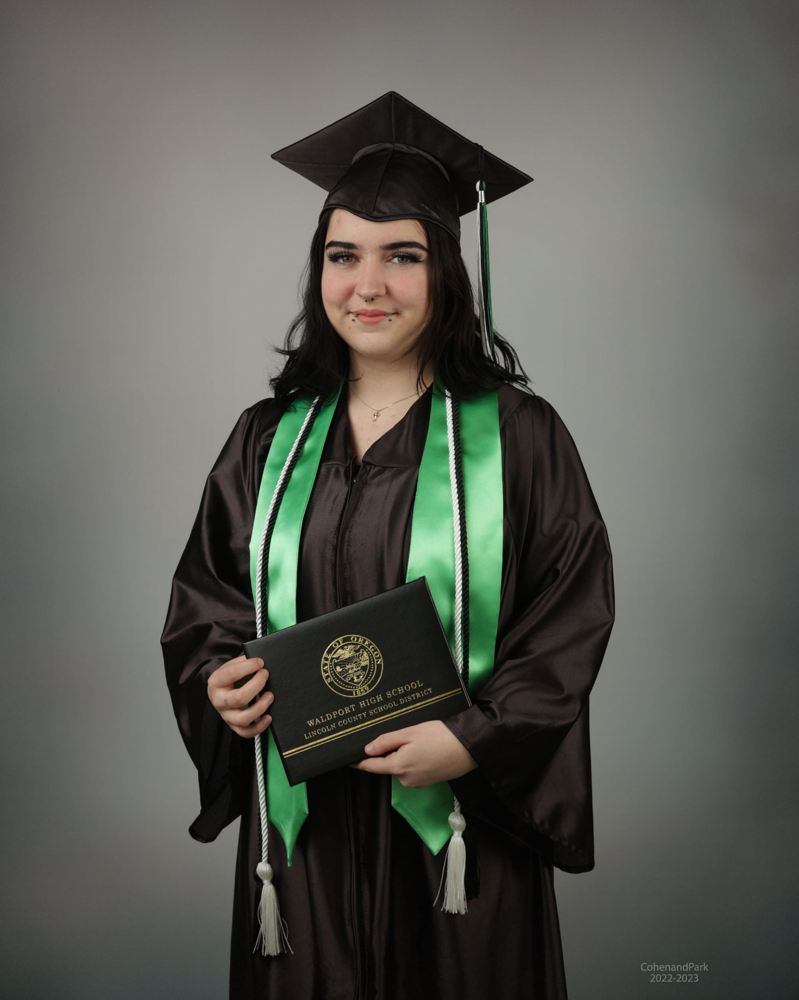 STATE OF OREGON
1859
WALDPORT HIGH SCHOOL
LINCOLN COUNTY SCHOOL DISTRICT
CohenandPark
2022-2023